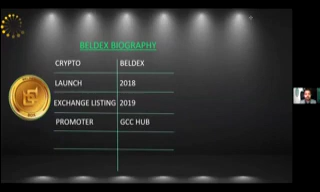 BELDEX BIOGRAPHY
CRYPTO BELDEX
LAUNCH 2018
EXCHANGE LISTING 2019
PROMOTER GCC HUB